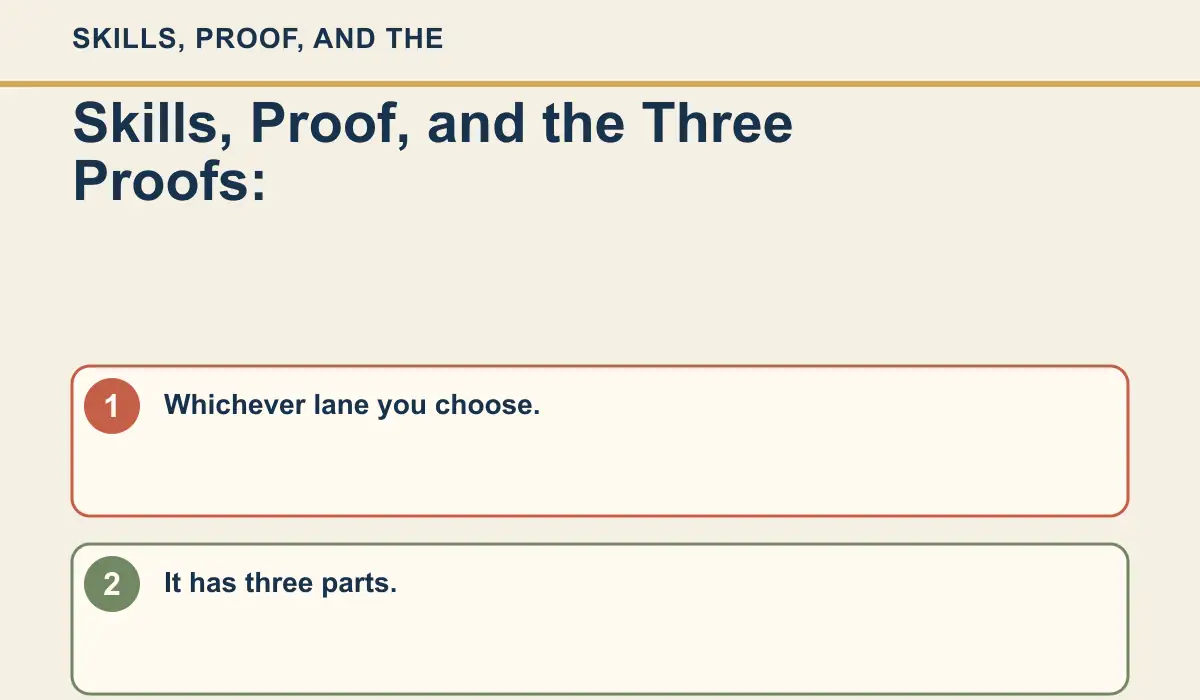 SKILLS, PROOF, AND THE
Skills, Proof, and the Three
Proofs:
1
Whichever lane you choose.
2
It has three parts.